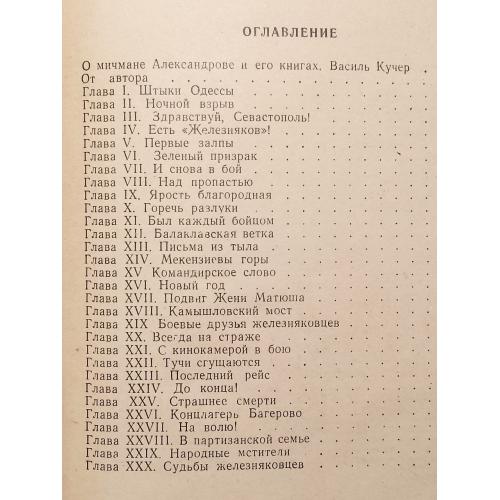 ОГЛАВЛЕНИЕ
О мичмане Александрове и его книгах. Василь Кучер .
От автора . . . . . . . . . . .
Глава I. Штыки Одессы . . . . . . . .
Глава II. Ночной взрыв . . . . . . . .
Глава III. Здравствуй, Севастополь! . . . . .
Глава IV. Есть «Железняков»! . . . . . .
Глава V. Первые залпы . . . . . . . .
Глава VI. Зеленый призрак . . . . . . .
Глава VII. И снова в бой . . . . . . .
Глава VIII. Над пропастью . . . . . . .
Глава IX. Ярость благородная . . . . . .
Глава X. Горечь разлуки . . . . . . . .
Глава XI. Был каждый бойцом . . . . . .
Глава XII. Балаклавская ветка . . . . . .
Глава XIII. Письма из тыла . . . . . . .
Глава XIV. Мекензиевы горы . . . . . .
Глава XV Командирское слово . . . . . .
Глава XVI. Новый год . . . . . . . .
Глава XVII. Подвиг Жени Матюша . . . . .
Глава XVIII. Камышловский мост . . . . .
Глава XIX Боевые друзья железняковцев . . . .
Глава XX. Всегда на страже . . . . . . .
Глава XXI. С кинокамерой в бою . . . . . .
Глава XXII. Тучи сгущаются . . . . . . .
Глава XXIII. Последний рейс . . . . . .
Глава XXIV. До конца! . . . . . . . .
Глава XXV. Страшнее смерти . . . . . . .
Глава XXVI. Концлагерь Багерово . . . . .
Глава XXVII. На волю! . . . . . . . .
Глава XXVIII. В партизанской семье . . . . .
Глава XXIX. Народные мстители . . . . . .
Глава XXX. Судьбы железняковцев . . . . .